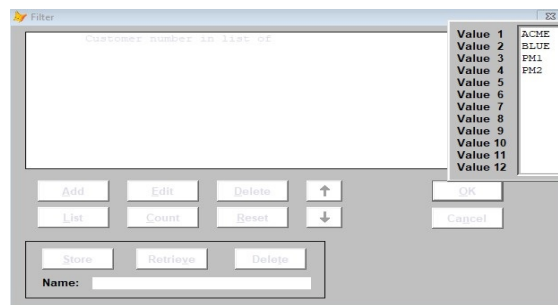 Filter
Customer number in list of
Value 1 ACME
Value 2 BLUE
Value 3 PM1
Value 4 PM2
Value 5
Value 6
Value 7
Value 8
Value 9
Value 10
Value 11
Value 12
Add Edit Delete OK
List Count Reset Cancel
Store Retrieve Delete
Name: